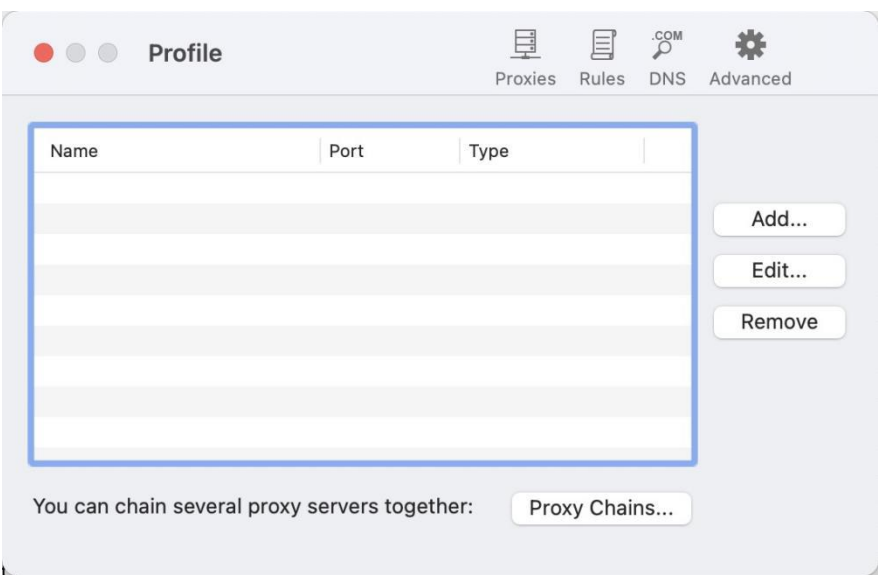 Profile
.COM
Proxies Rules DNS Advanced
Name Port Type
Add...
Edit...
Remove
You can chain several proxy servers together: Proxy Chains...